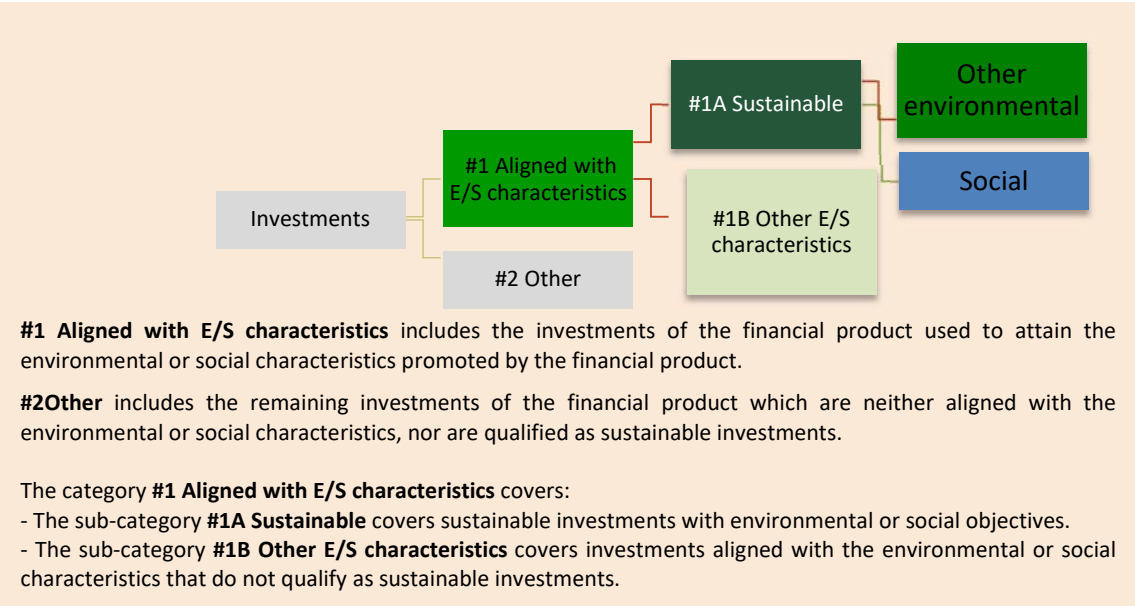 Other
environmental
#1A Sustainable
#1 Aligned with
E/S characteristics
Social
Investments
#1B Other E/S
characteristics
#2 Other
#1 Aligned with E/S characteristics includes the investments of the financial product used to attain the
environmental or social characteristics promoted by the financial product.
#2Other includes the remaining investments of the financial product which are neither aligned with the
environmental or social characteristics, nor are qualified as sustainable investments.
The category #1 Aligned with E/S characteristics covers:
- The sub-category #1A Sustainable covers sustainable investments with environmental or social objectives.
- The sub-category #1B Other E/S characteristics covers investments aligned with the environmental or social
characteristics that do not qualify as sustainable investments.